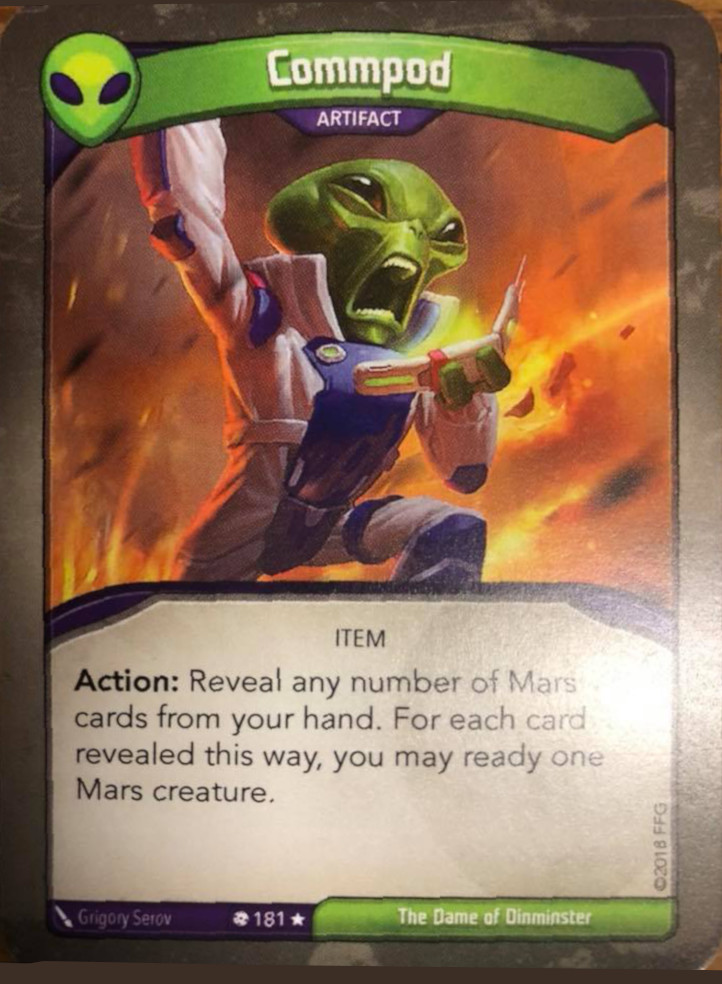 Commpod
ARTIFACT
ITEM
Action: Reveal any number of Mars
cards from your hand. For each card
revealed this way, you may ready one
Mars creature.
©2018 FFG
Grigory Serov
181
The Dame of Dinminster